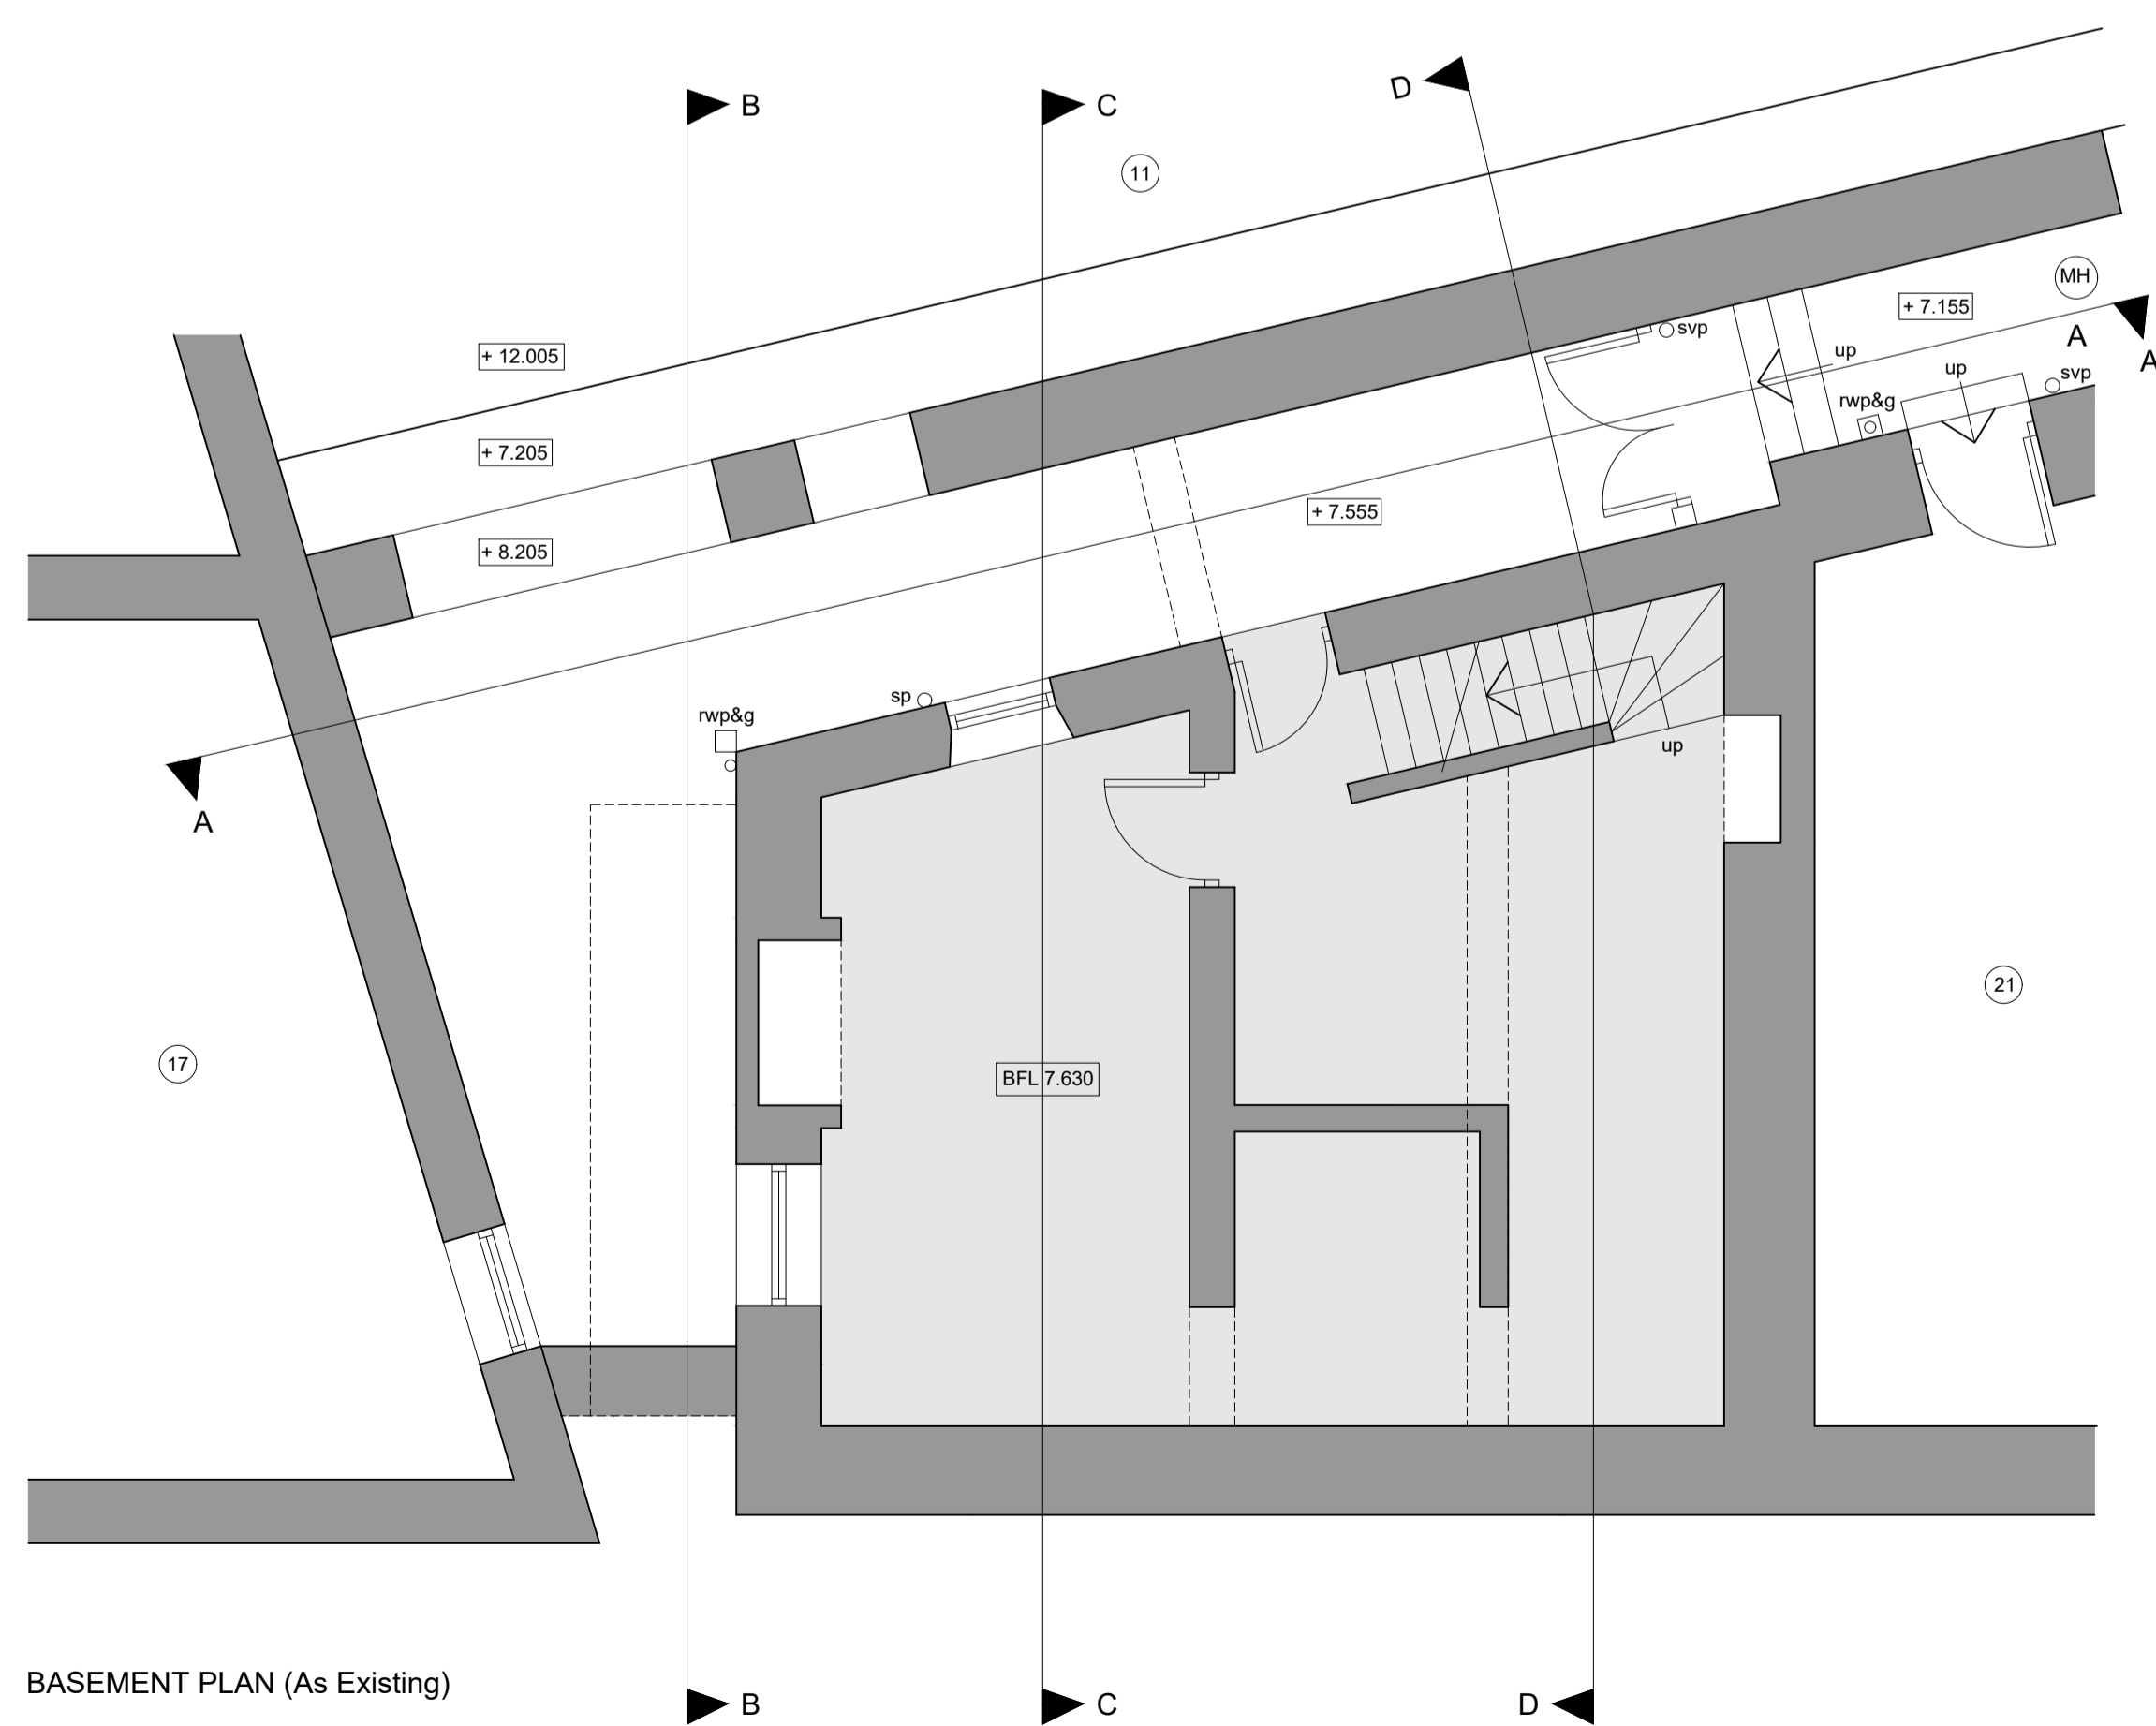 D
B
C
11
MH
+ 7.155
svp
A
A
+ 12.005
up
up
svp
rwp&g
+ 7.205
+ 7.555
+ 8.205
sp
rwp&g
up
A
21
17
BFL 7.630
BASEMENT PLAN (As Existing)
B
C
D